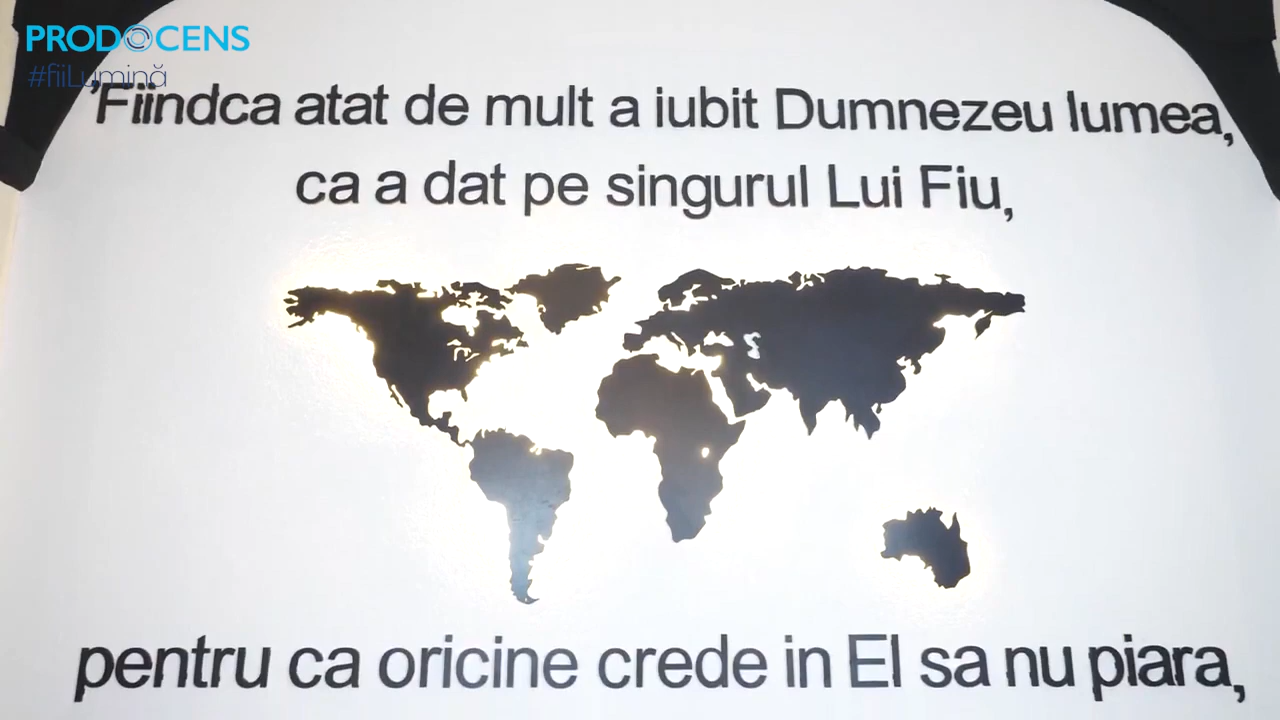 PRODOCENS
#fiiLumină
"Fiindca atat de mult a iubit Dumnezeu lumea,
ca a dat pe singurul Lui Fiu,
pentru ca oricine crede in El sa nu piara,